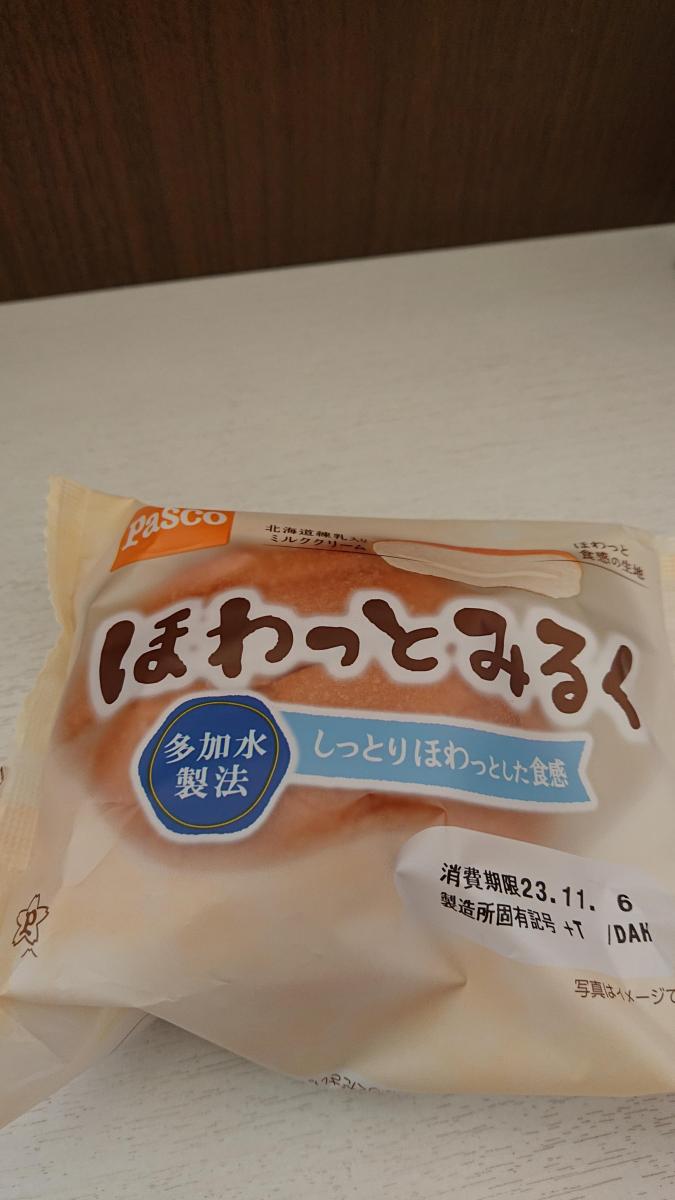 Pasco
北海道練乳入り
ミルククリーム
ほわっと
食感の生地
ほわっとみるく
多加水
製法
しっとりほわっとした食感
消費期限23.11. 6
製造所固有記号 +T /DAK
写真はイメージで